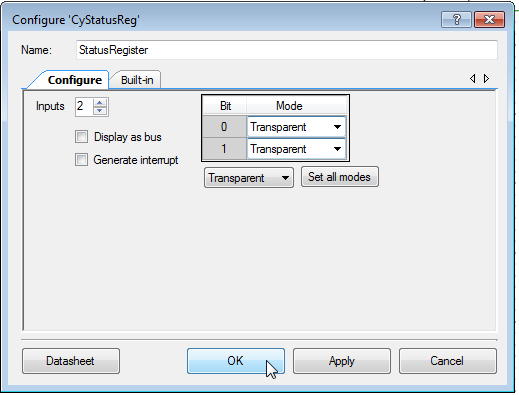 Configure 'CyStatusReg'
Name: StatusRegister
Configure Built-in
Inputs 2
Display as bus
Generate interrupt
Bit Mode
0 Transparent
1 Transparent
Transparent Set all modes
Datasheet OK Apply Cancel